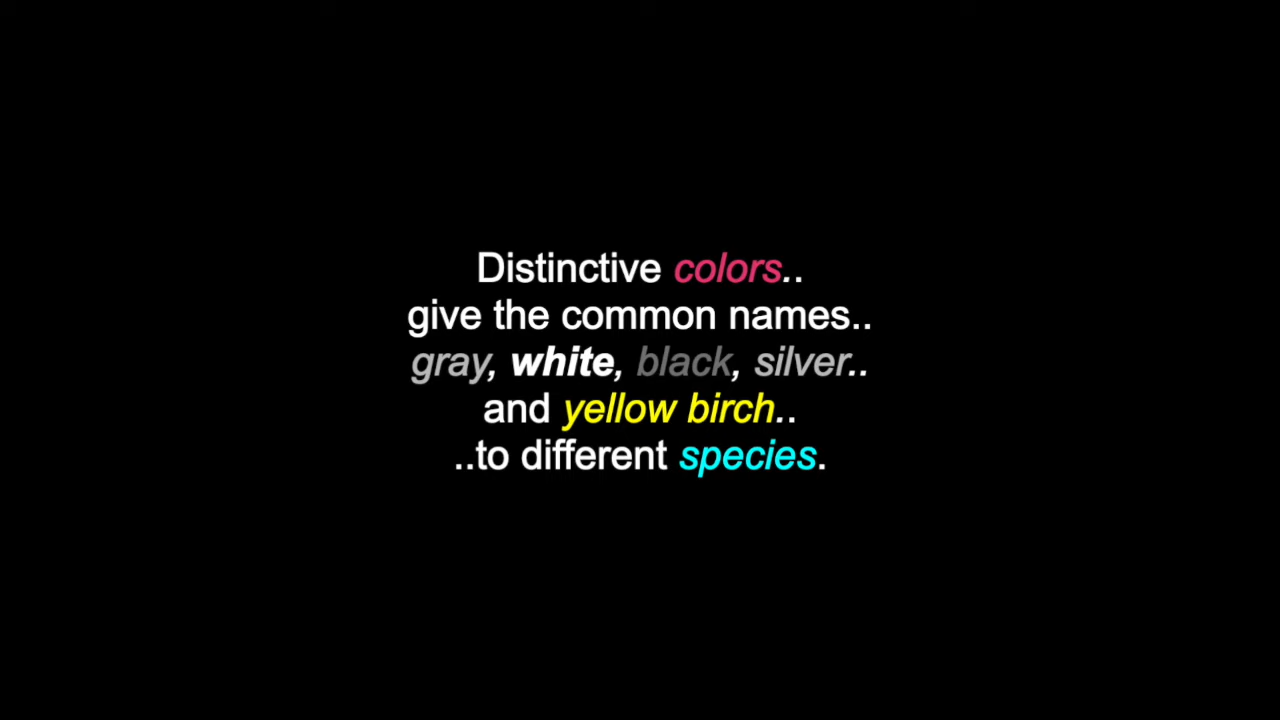 Distinctive colors..
give the common names..
gray, white, black, silver..
and yellow birch..
..to different species.